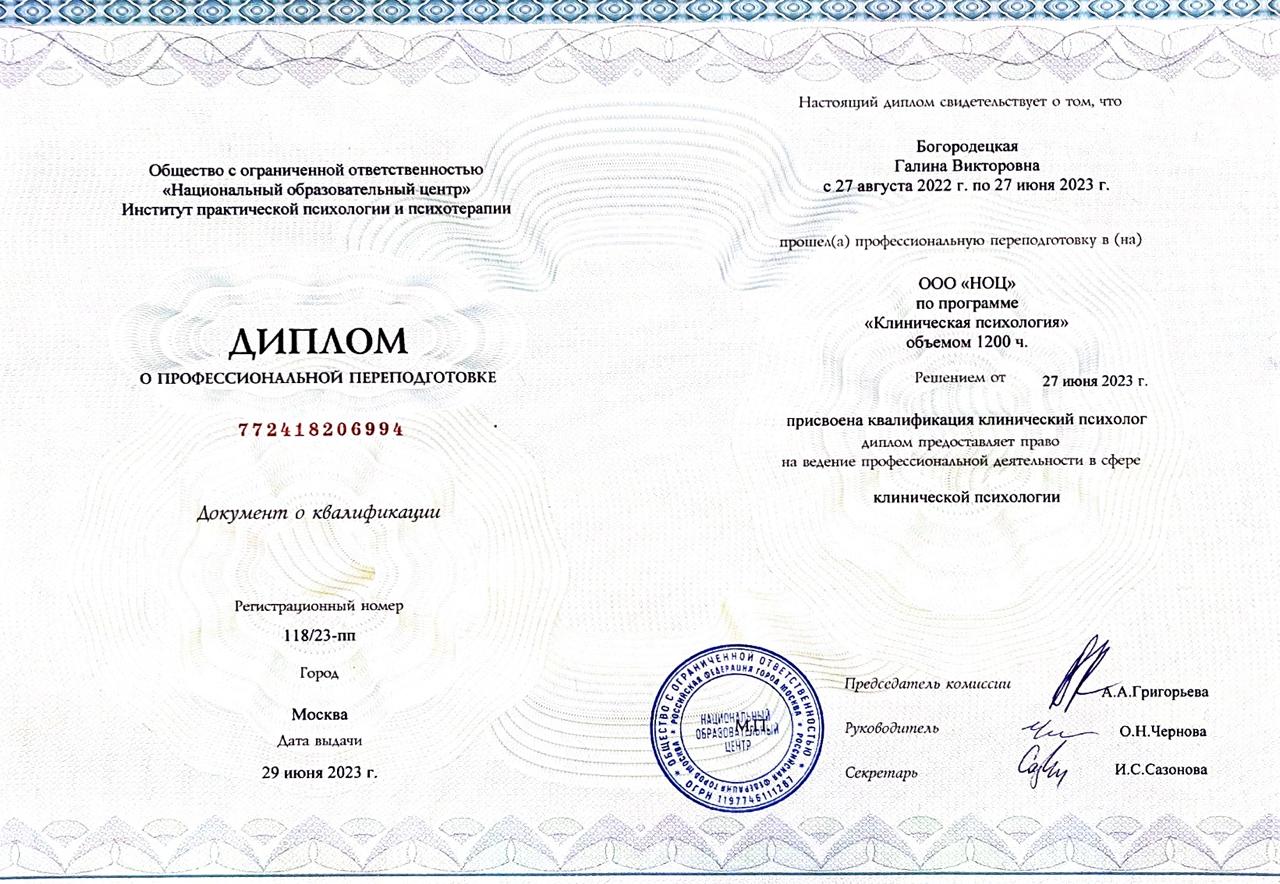 Общество с ограниченной ответственностью
«Национальный образовательный центр»
Институт практической психологии и психотерапии
ДИПЛОМ
О ПРОФЕССИОНАЛЬНОЙ ПЕРЕПОДГОТОВКЕ
772418206994
Документ о квалификации
Регистрационный номер
118/23-пп
Город
Москва
Дата выдачи
29 июня 2023 г.
Настоящий диплом свидетельствует о том, что
Богородецкая
Галина Викторовна
с 27 августа 2022 г. по 27 июня 2023 г.
прошел(а) профессиональную переподготовку в (на)
ООО «НОЦ»
по программе
«Клиническая психология»
объемом 1200 ч.
Решением от 27 июня 2023 г.
присвоена квалификация клинический психолог
диплом предоставляет право
на ведение профессиональной деятельности в сфере
клинической психологии
ОБЩЕСТВО С ОГРАНИЧЕННОЙ ОТВЕТСТВЕННОСТЬЮ
РОССИЙСКАЯ ФЕДЕРАЦИЯ ГОРОД МОСКВА * РОССИЙСКАЯ ФЕДЕРАЦИЯ ГОРОД МОСКВА
НАЦИОНАЛЬНЫЙ
ОБРАЗОВАТЕЛЬНЫЙ
ЦЕНТР
М.П.
Председатель комиссии А.А.Григорьева
Руководитель О.Н.Чернова
Секретарь И.С.Сазонова